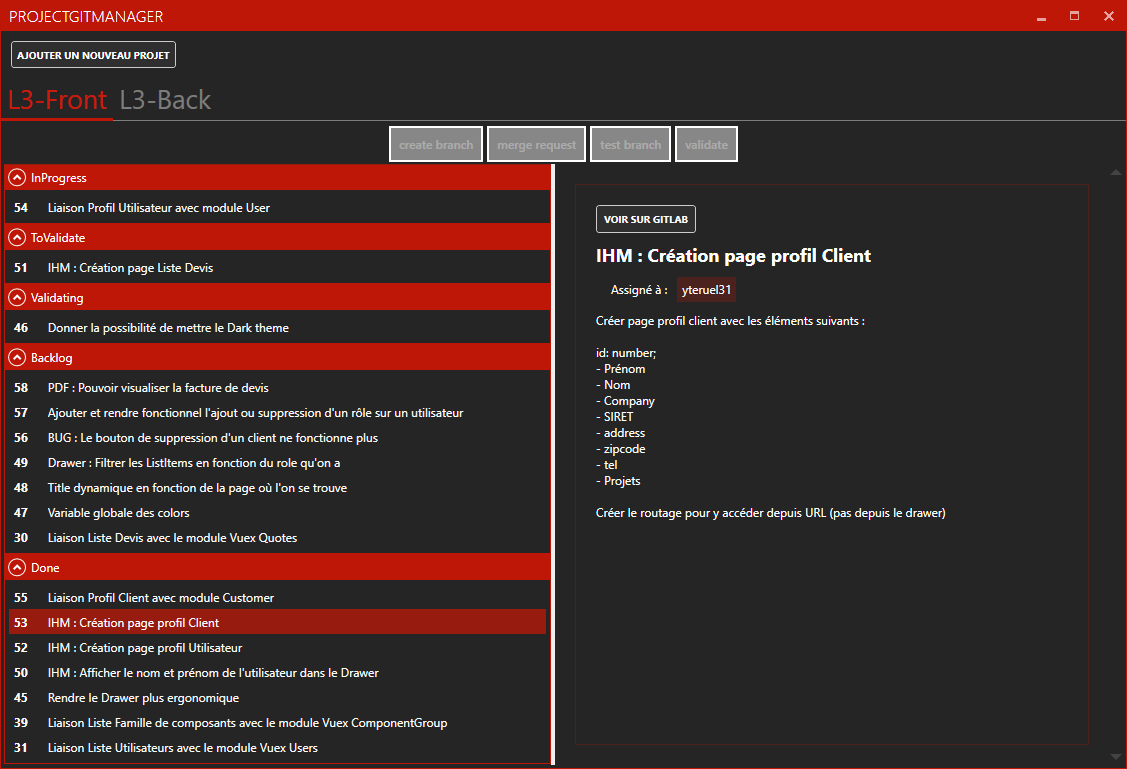 PROJECTGITMANAGER
AJOUTER UN NOUVEAU PROJET
L3-Front L3-Back
create branch merge request test branch validate
InProgress
54 Liaison Profil Utilisateur avec module User
ToValidate
51 IHM : Création page Liste Devis
Validating
46 Donner la possibilité de mettre le Dark theme
Backlog
58 PDF : Pouvoir visualiser la facture de devis
57 Ajouter et rendre fonctionnel l'ajout ou suppression d'un rôle sur un utilisateur
56 BUG : Le bouton de suppression d'un client ne fonctionne plus
49 Drawer : Filtrer les ListItems en fonction du role qu'on a
48 Title dynamique en fonction de la page où l'on se trouve
47 Variable globale des colors
30 Liaison Liste Devis avec le module Vuex Quotes
Done
55 Liaison Profil Client avec module Customer
53 IHM : Création page profil Client
52 IHM : Création page profil Utilisateur
50 IHM : Afficher le nom et prénom de l'utilisateur dans le Drawer
45 Rendre le Drawer plus ergonomique
39 Liaison Liste Famille de composants avec le module Vuex ComponentGroup
31 Liaison Liste Utilisateurs avec le module Vuex Users
VOIR SUR GITLAB
IHM : Création page profil Client
Assigné à : yteruel31
Créer page profil client avec les éléments suivants :
id: number;
- Prénom
- Nom
- Company
- SIRET
- address
- zipcode
- tel
- Projets
Créer le routage pour y accéder depuis URL (pas depuis le drawer)